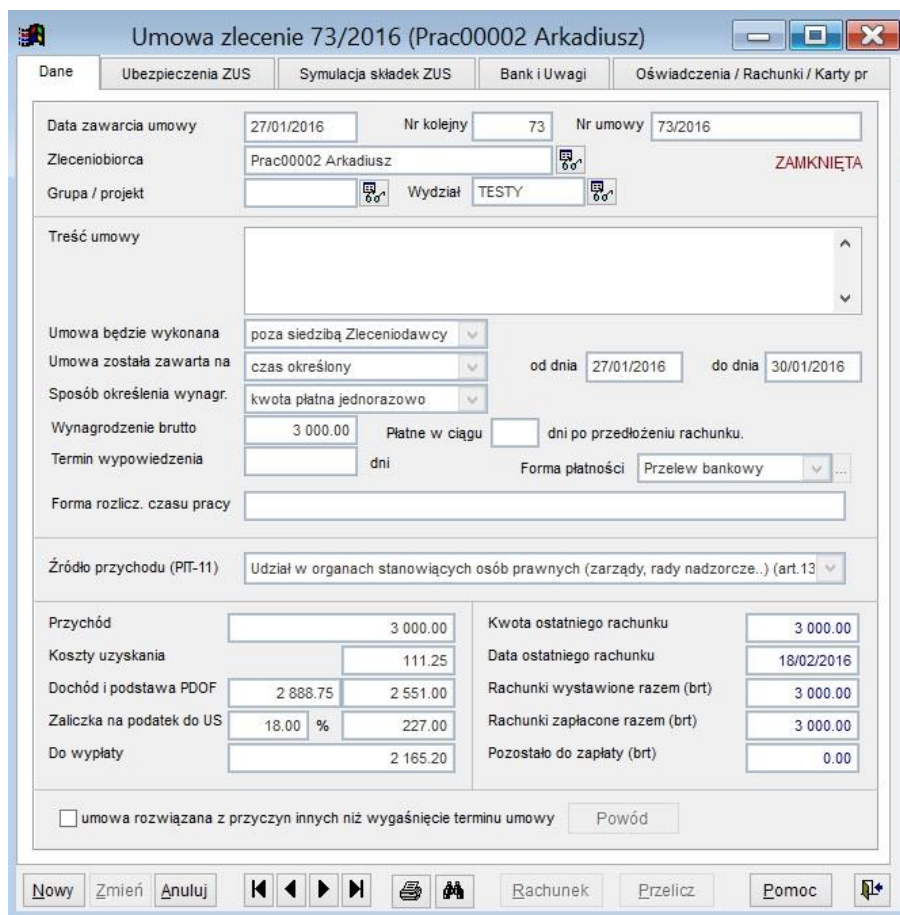 Umowa zlecenie 73/2016 (Prac00002 Arkadiusz)
Dane Ubezpieczenia ZUS Symulacja składek ZUS Bank i Uwagi Oświadczenia / Rachunki / Karty pr
Data zawarcia umowy 27/01/2016 Nr kolejny 73 Nr umowy 73/2016
Zleceniobiorca Prac00002 Arkadiusz ZAMKNIĘTA
Grupa / projekt Wydział TESTY
Treść umowy
Umowa będzie wykonana poza siedzibą Zleceniodawcy
Umowa została zawarta na czas określony od dnia 27/01/2016 do dnia 30/01/2016
Sposób określenia wynagr. kwota płatna jednorazowo
Wynagrodzenie brutto 3 000.00 Płatne w ciągu dni po przedłożeniu rachunku.
Termin wypowiedzenia dni Forma płatności Przelew bankowy ...
Forma rozlicz. czasu pracy
Źródło przychodu (PIT-11) Udział w organach stanowiących osób prawnych (zarządy, rady nadzorcze..) (art.13
Przychód 3 000.00 Kwota ostatniego rachunku 3 000.00
Koszty uzyskania 111.25 Data ostatniego rachunku 18/02/2016
Dochód i podstawa PDOF 2 888.75 2 551.00 Rachunki wystawione razem (brt) 3 000.00
Zaliczka na podatek do US 18.00 % 227.00 Rachunki zapłacone razem (brt) 3 000.00
Do wypłaty 2 165.20 Pozostało do zapłaty (brt) 0.00
umowa rozwiązana z przyczyn innych niż wygaśnięcie terminu umowy Powód
Nowy Zmień Anuluj Rachunek Przelicz Pomoc